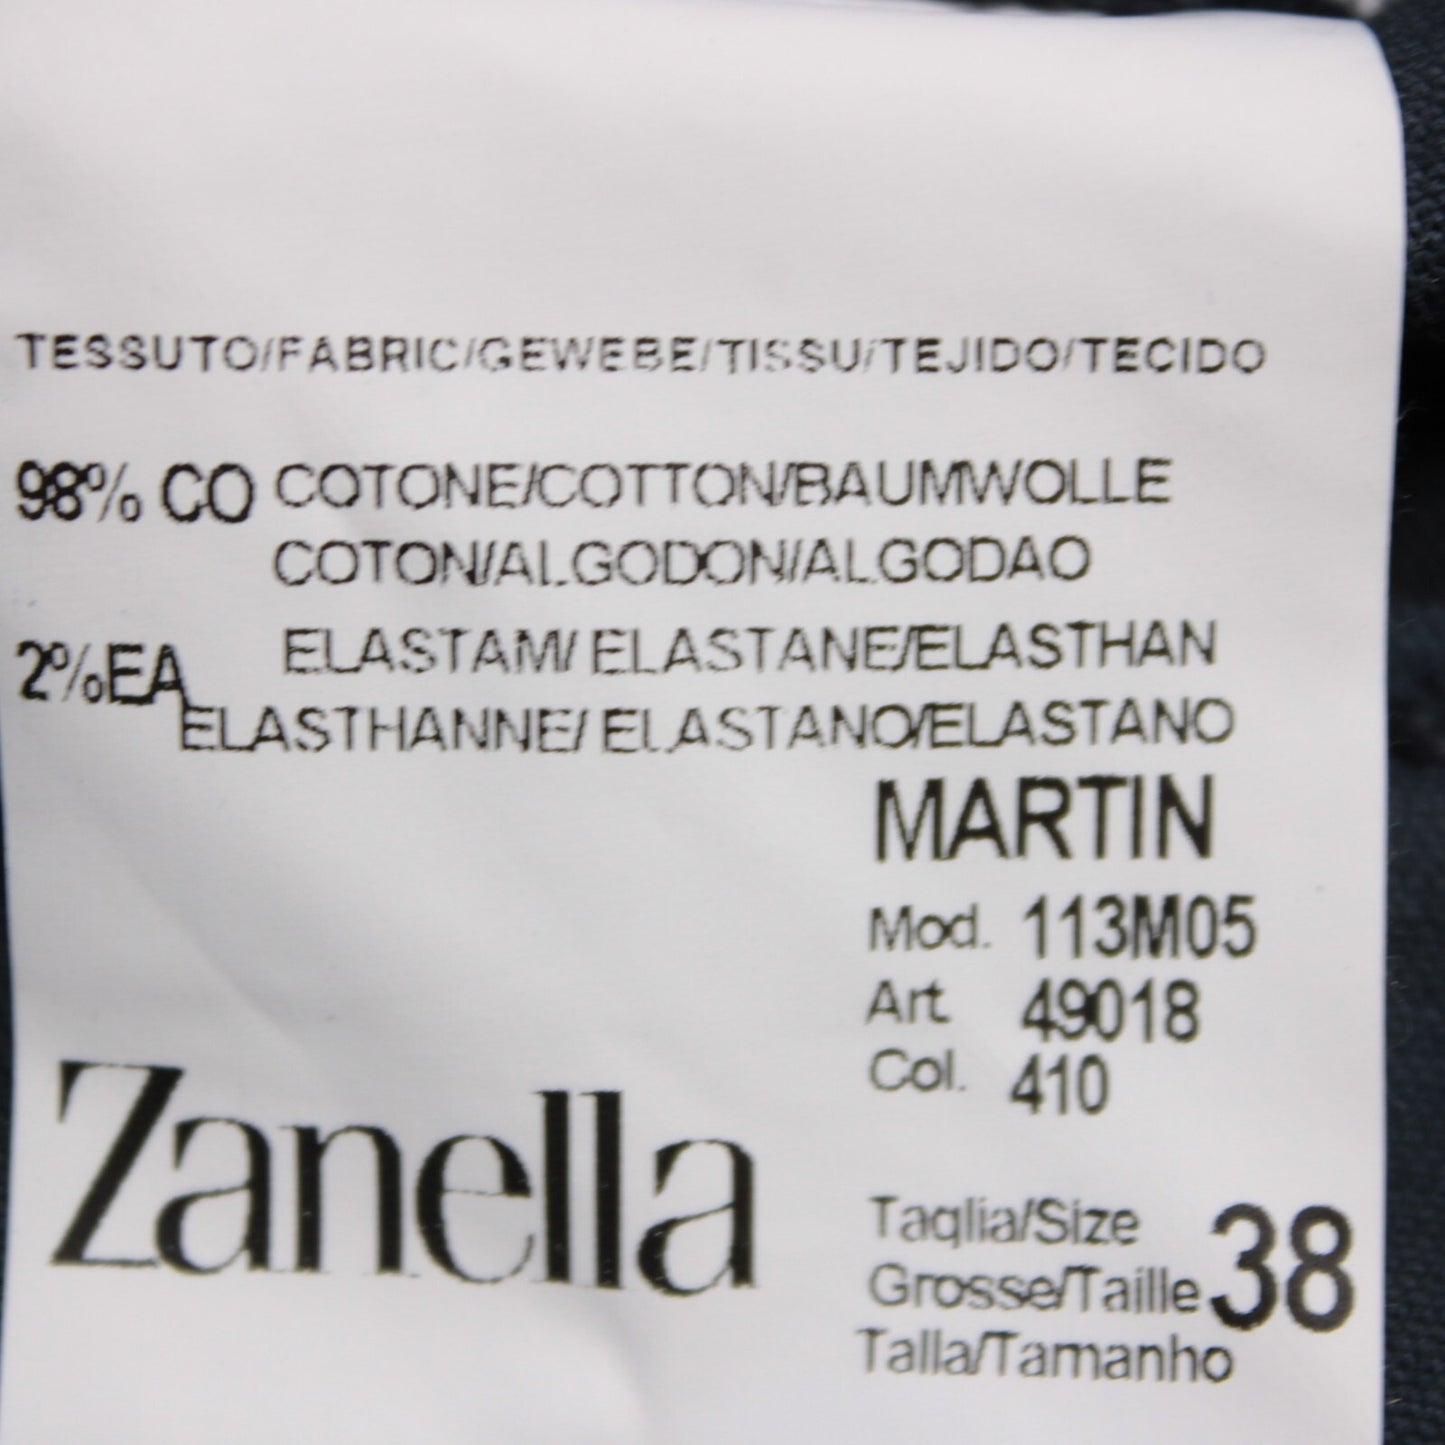 TESSUTO/FABRIC/GEWEBE/TISSU/TEJIDO/TECIDO
98% CO COTONE/COTTON/BAUMWOLLE
COTON/ALGODON/ALGODAO
2%EA ELASTAM/ ELASTANE/ELASTHAN
ELASTHANNE/ ELASTANO/ELASTANO
MARTIN
Mod. 113M05
Art. 49018
Col. 410
Zanella
Taglia/Size
Grosse/Taille 38
Talla/Tamanho